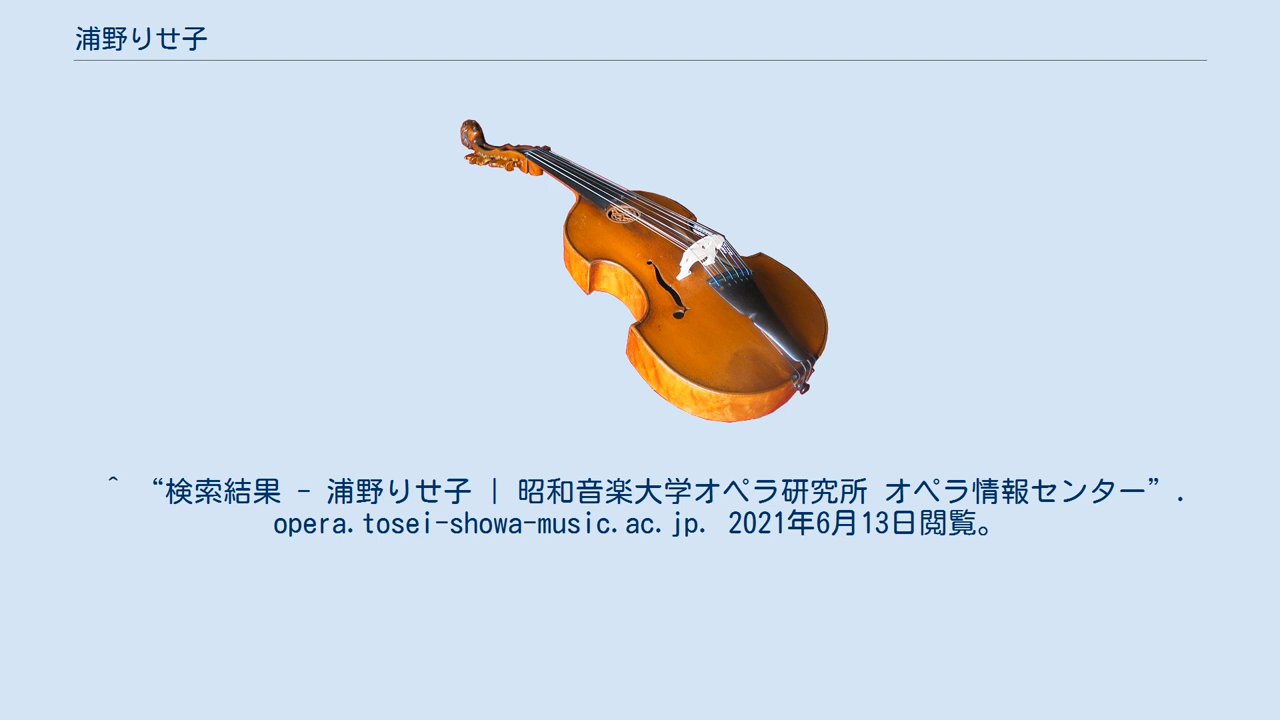 浦野りせ子
^ “検索結果 - 浦野りせ子 | 昭和音楽大学オペラ研究所 オペラ情報センター”.
opera.tosei-showa-music.ac.jp. 2021年6月13日閲覧。